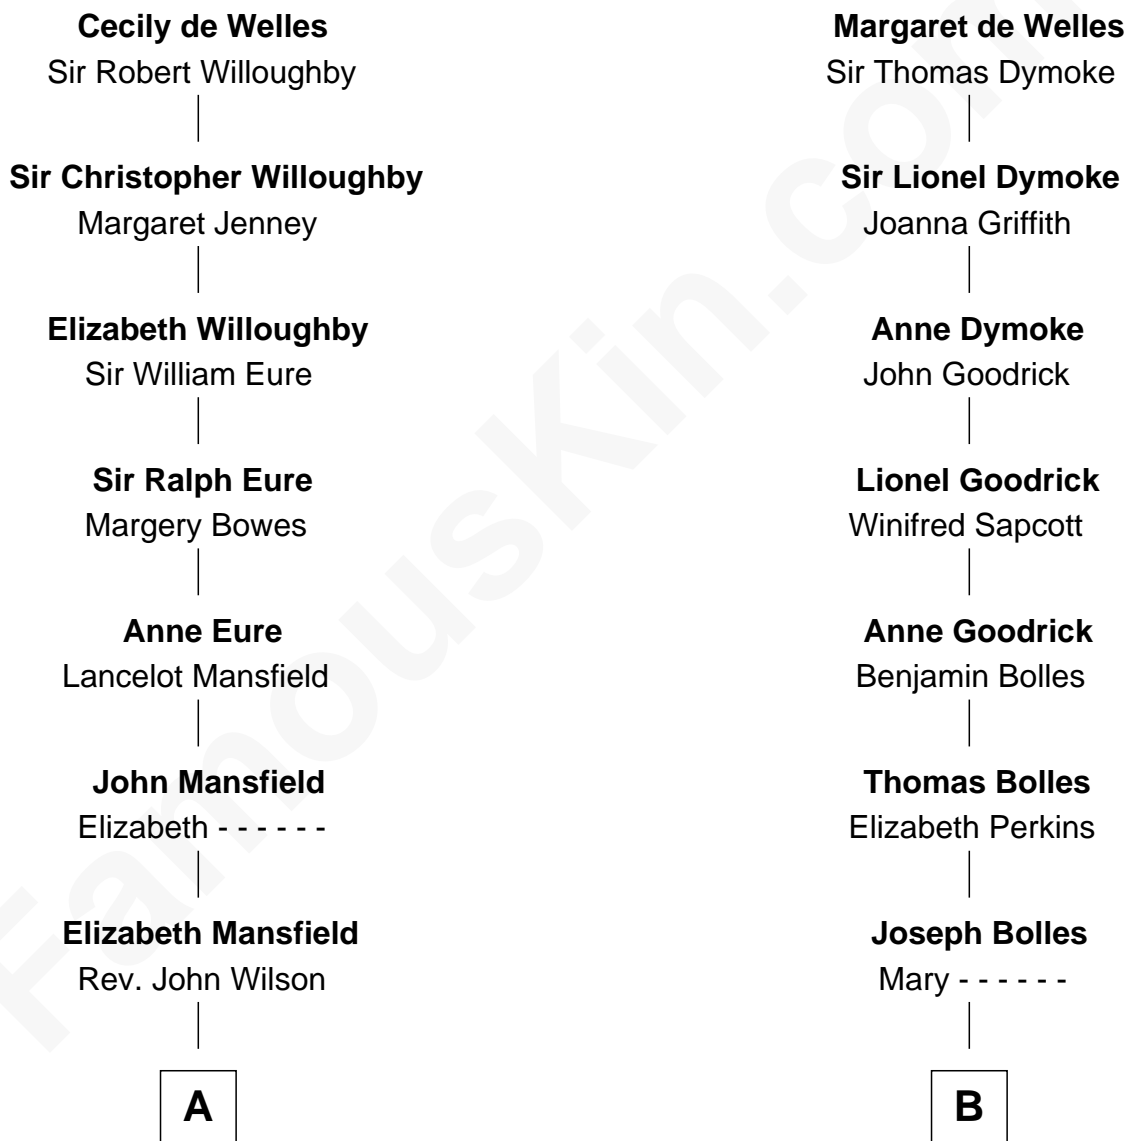 Cecily de Welles
Sir Robert Willoughby
Sir Christopher Willoughby
Margaret Jenney
Elizabeth Willoughby
Sir William Eure
Sir Ralph Eure
Margery Bowes
Anne Eure
Lancelot Mansfield
John Mansfield
Elizabeth - - - - - -
Elizabeth Mansfield
Rev. John Wilson
A
Margaret de Welles
Sir Thomas Dymoke
Sir Lionel Dymoke
Joanna Griffith
Anne Dymoke
John Goodrick
Lionel Goodrick
Winifred Sapcott
Anne Goodrick
Benjamin Bolles
Thomas Bolles
Elizabeth Perkins
Joseph Bolles
Mary - - - - - -
B
FamousKin.com